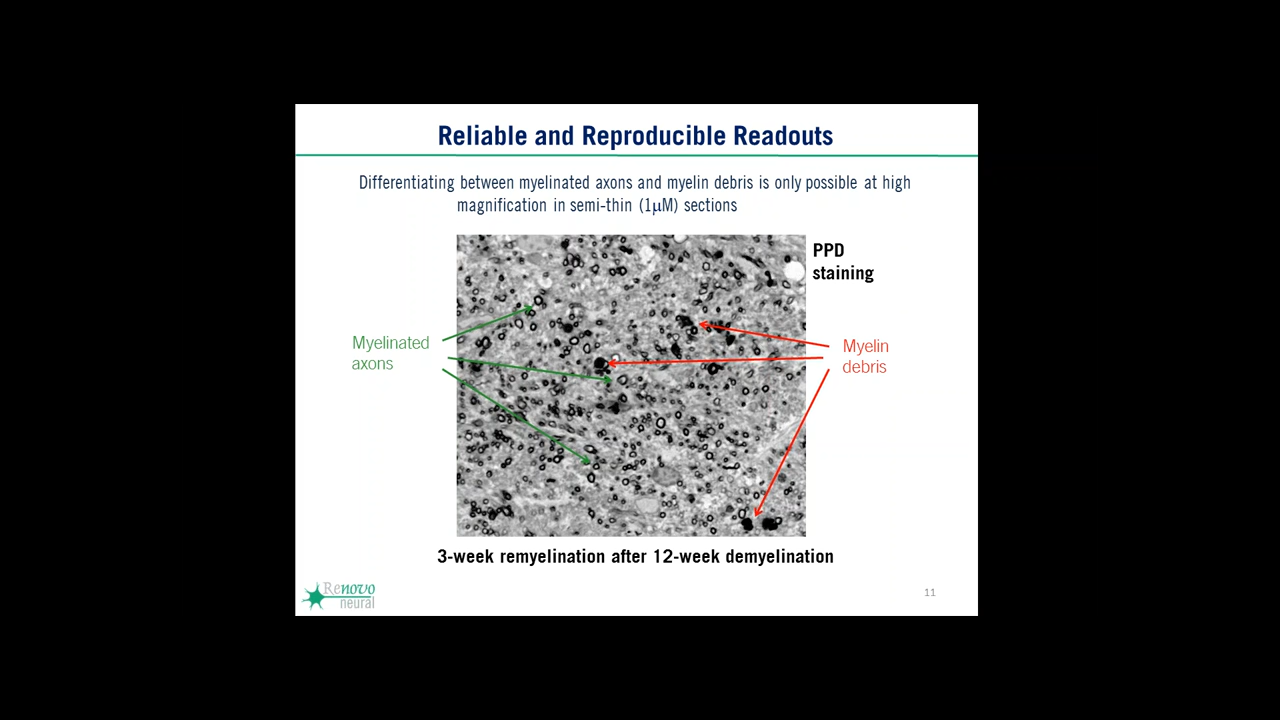 Reliable and Reproducible Readouts
Differentiating between myelinated axons and myelin debris is only possible at high
magnification in semi-thin (1μM) sections
PPD
staining
Myelinated
axons
Myelin
debris
3-week remyelination after 12-week demyelination
Renovo
neural
11